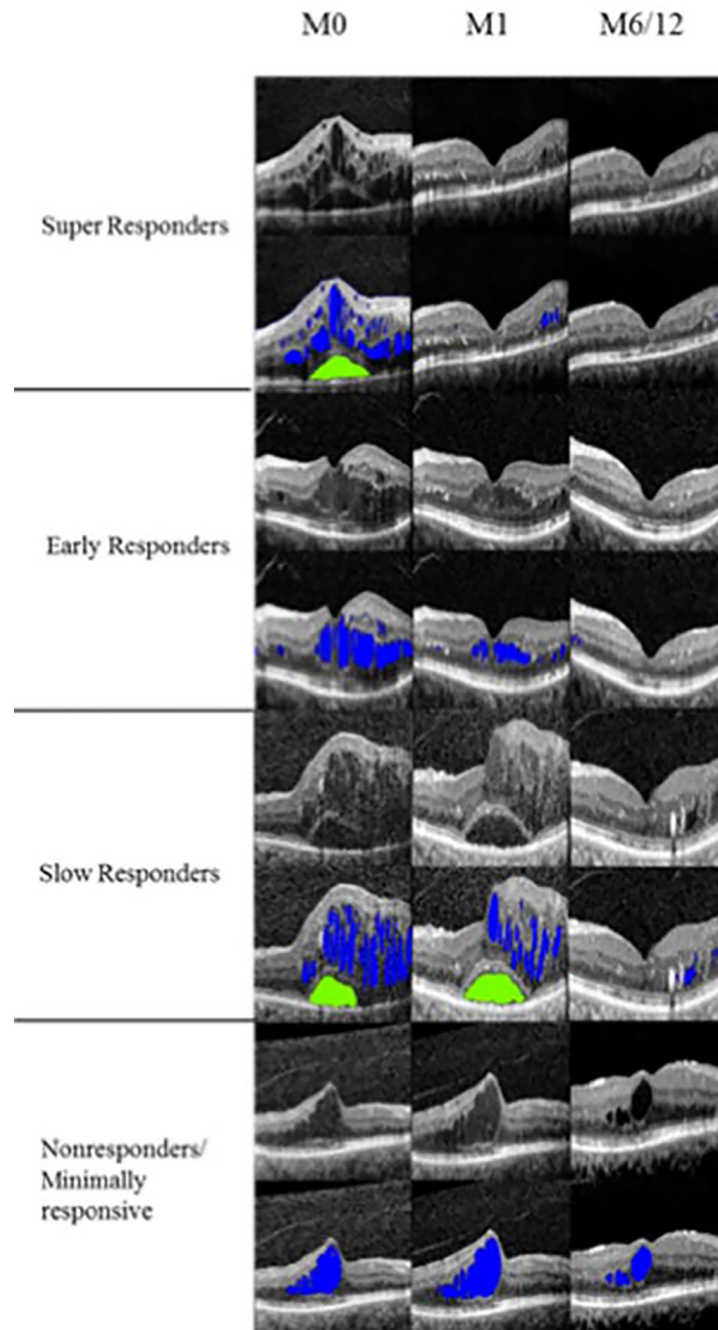 M0 M1 M6/12
Super Responders
Early Responders
Slow Responders
Nonresponders/
Minimally
responsive